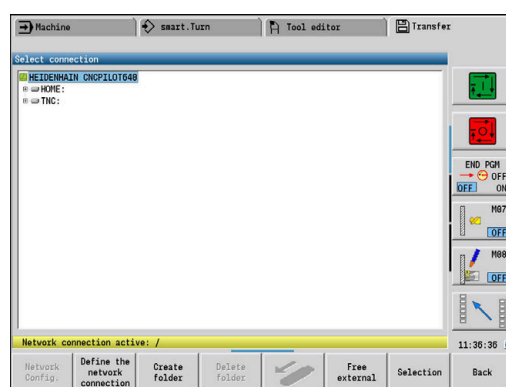 Machine
smart.Turn
Tool editor
Transfer
Select connection
HEIDENHAIN CNCPILOT640
HOME:
TNC:
END PGM
OFF
OFF ON
M07
OFF
M08
OFF
Network connection active: /
11:36:36
Network Config.
Define the network connection
Create folder
Delete folder
Free external
Selection
Back